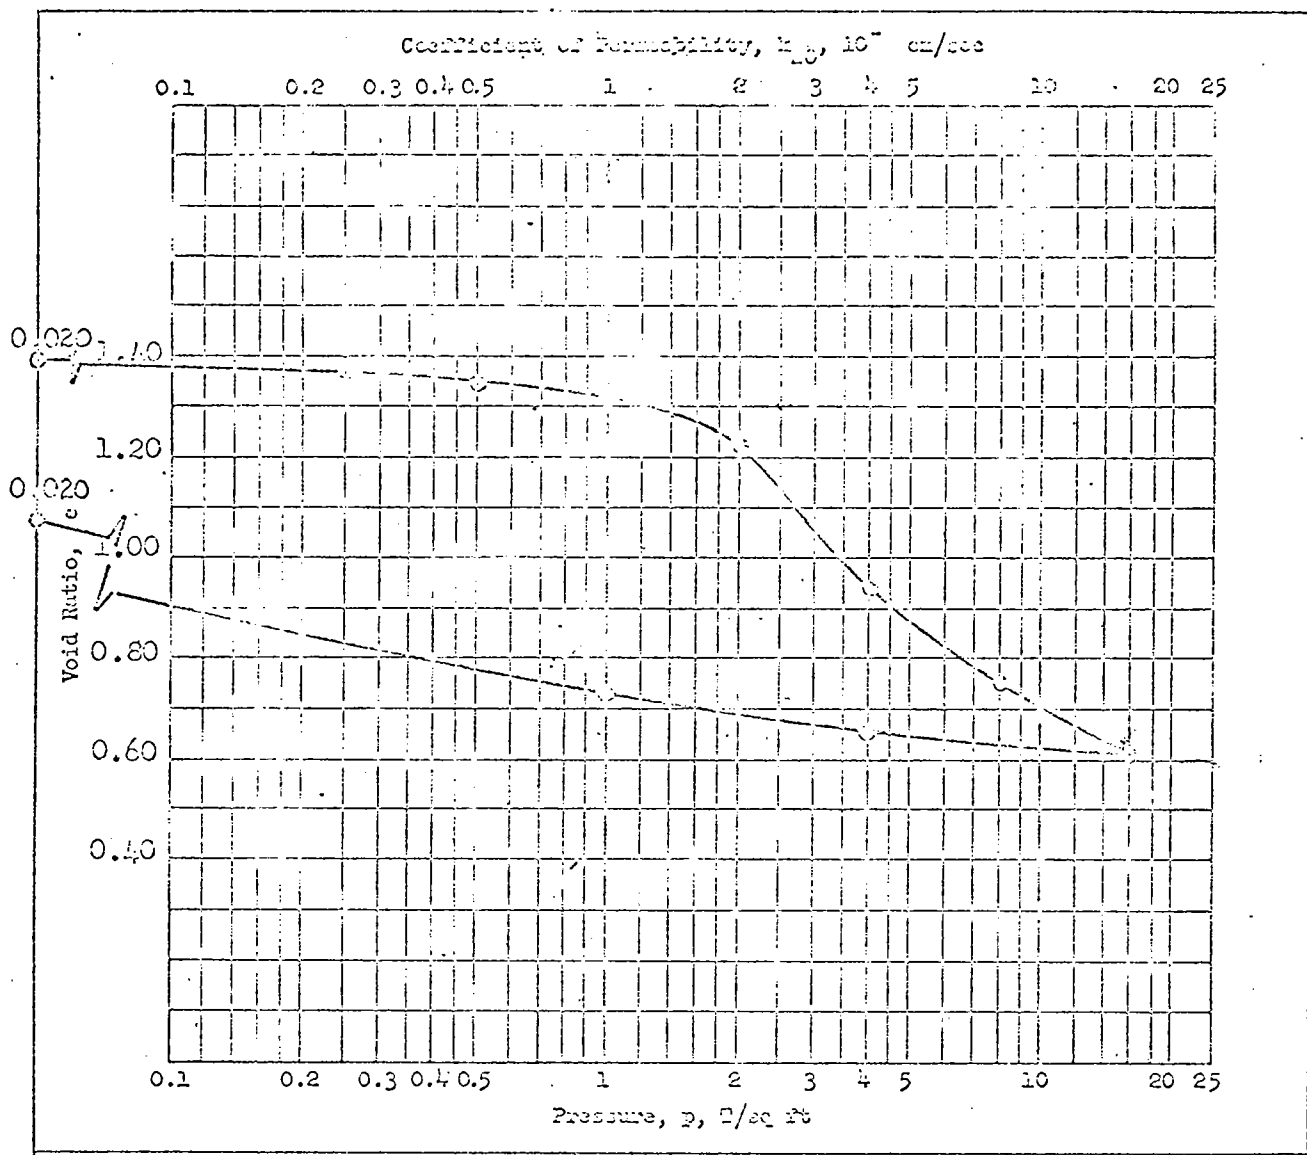 Coefficient of Permeability, 10⁻ cm/sec
0.1 0.2 0.3 0.4 0.5 1 2 3 4 5 10 20 25
0.020
1.40
1.20
0.020
Void Ratio, e
1.00
0.80
0.60
0.40
0.1 0.2 0.3 0.4 0.5 1 2 3 4 5 10 20 25
Pressure, p, T/sq ft